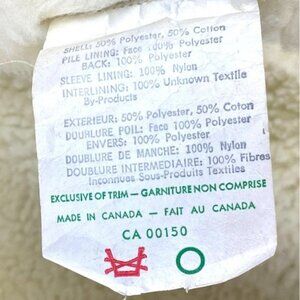 SHELL: 50% Polyester, 50% Cotton
PILE LINING: Face 100% Polyester
BACK: 100% Polyester
SLEEVE LINING: 100% Nylon
INTERLINING: 100% Unknown Textile
By-Products
EXTERIEUR: 50% Polyester, 50% Coton
DOUBLURE POIL: Face 100% Polyester
ENVERS: 100% Polyester
DOUBLURE DE MANCHE: 100% Nylon
DOUBLURE INTERMEDIAIRE: 100% Fibres
Inconnues Sous-Produits Textiles
EXCLUSIVE OF TRIM — GARNITURE NON COMPRISE
MADE IN CANADA — FAIT AU CANADA
CA 00150